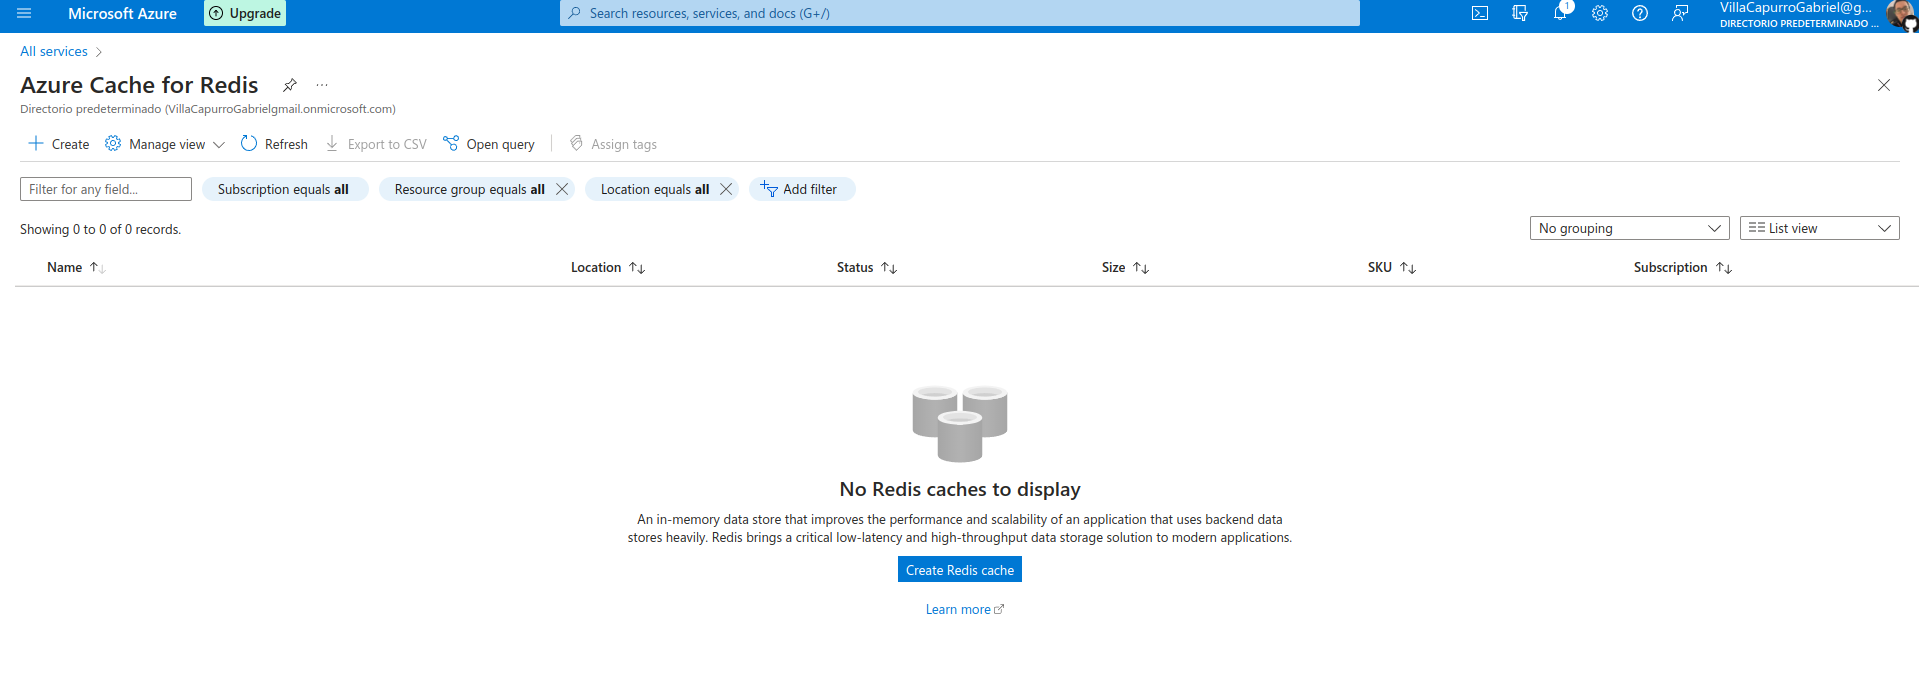 Microsoft Azure
Upgrade
Search resources, services, and docs (G+/)
1
VillaCapurroGabriel@g...
DIRECTORIO PREDETERMINADO ...
All services
Azure Cache for Redis
...
Directorio predeterminado (VillaCapurroGabrielgmail.onmicrosoft.com)
Create
Manage view
Refresh
Export to CSV
Open query
Assign tags
Filter for any field...
Subscription equals all
Resource group equals all
Location equals all
Add filter
Showing 0 to 0 of 0 records.
No grouping
List view
Name
Location
Status
Size
SKU
Subscription
No Redis caches to display
An in-memory data store that improves the performance and scalability of an application that uses backend data
stores heavily. Redis brings a critical low-latency and high-throughput data storage solution to modern applications.
Create Redis cache
Learn more